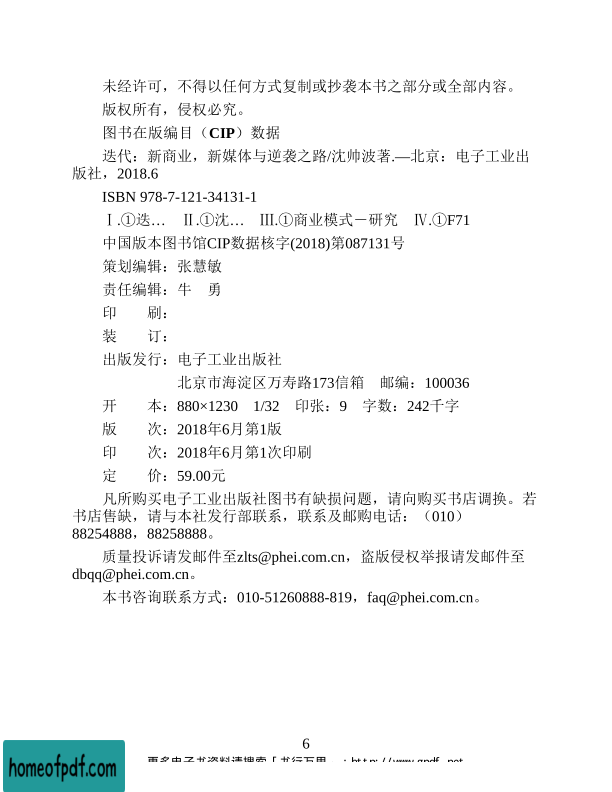 未经许可，不得以任何方式复制或抄袭本书之部分或全部内容。
版权所有，侵权必究。
图书在版编目（CIP）数据
迭代：新商业，新媒体与逆袭之路/沈帅波著.—北京：电子工业出
版社，2018.6
ISBN 978-7-121-34131-1
Ⅰ.①迭…　Ⅱ.①沈…　Ⅲ.①商业模式－研究　Ⅳ.①F71
中国版本图书馆CIP数据核字(2018)第087131号
策划编辑：张慧敏
责任编辑：牛　勇
印　　刷：
装　　订：
出版发行：电子工业出版社
北京市海淀区万寿路173信箱　邮编：100036
开　　本：880×1230　1/32　印张：9　字数：242千字
版　　次：2018年6月第1版
印　　次：2018年6月第1次印刷
定　　价：59.00元
凡所购买电子工业出版社图书有缺损问题，请向购买书店调换。若
书店售缺，请与本社发行部联系，联系及邮购电话：（010）
88254888，88258888。
质量投诉请发邮件至zlts@phei.com.cn，盗版侵权举报请发邮件至
dbqq@phei.com.cn。
本书咨询联系方式：010-51260888-819，faq@phei.com.cn。
6
更多电子书资料请搜索「书行万里
homeofpdf.com